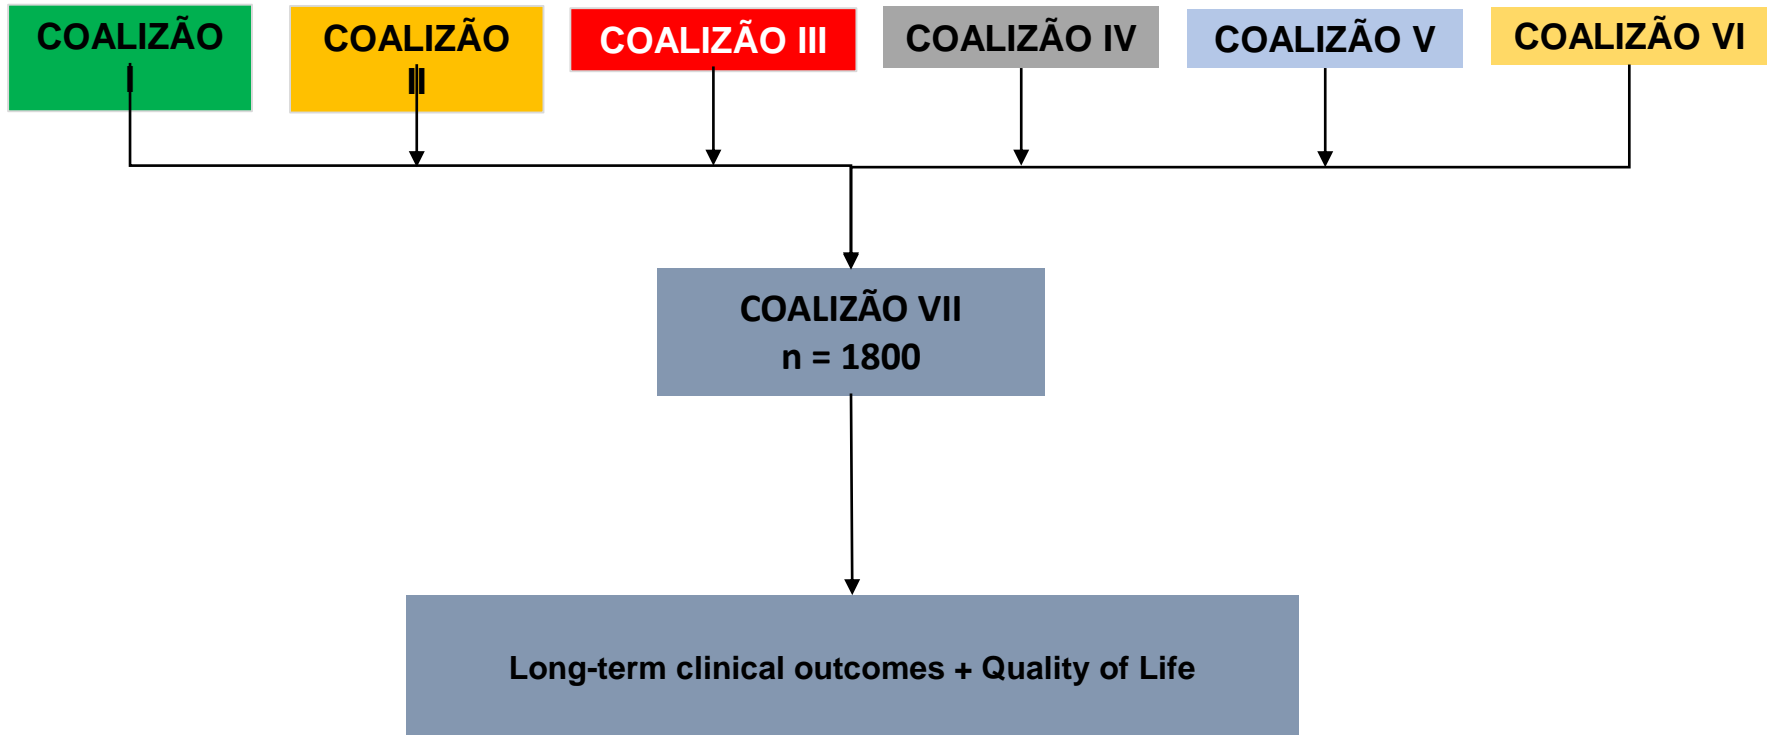 COALIZÃO
I
COALIZÃO
II
COALIZÃO III
COALIZÃO IV
COALIZÃO V
COALIZÃO VI
COALIZÃO VII
n = 1800
Long-term clinical outcomes + Quality of Life